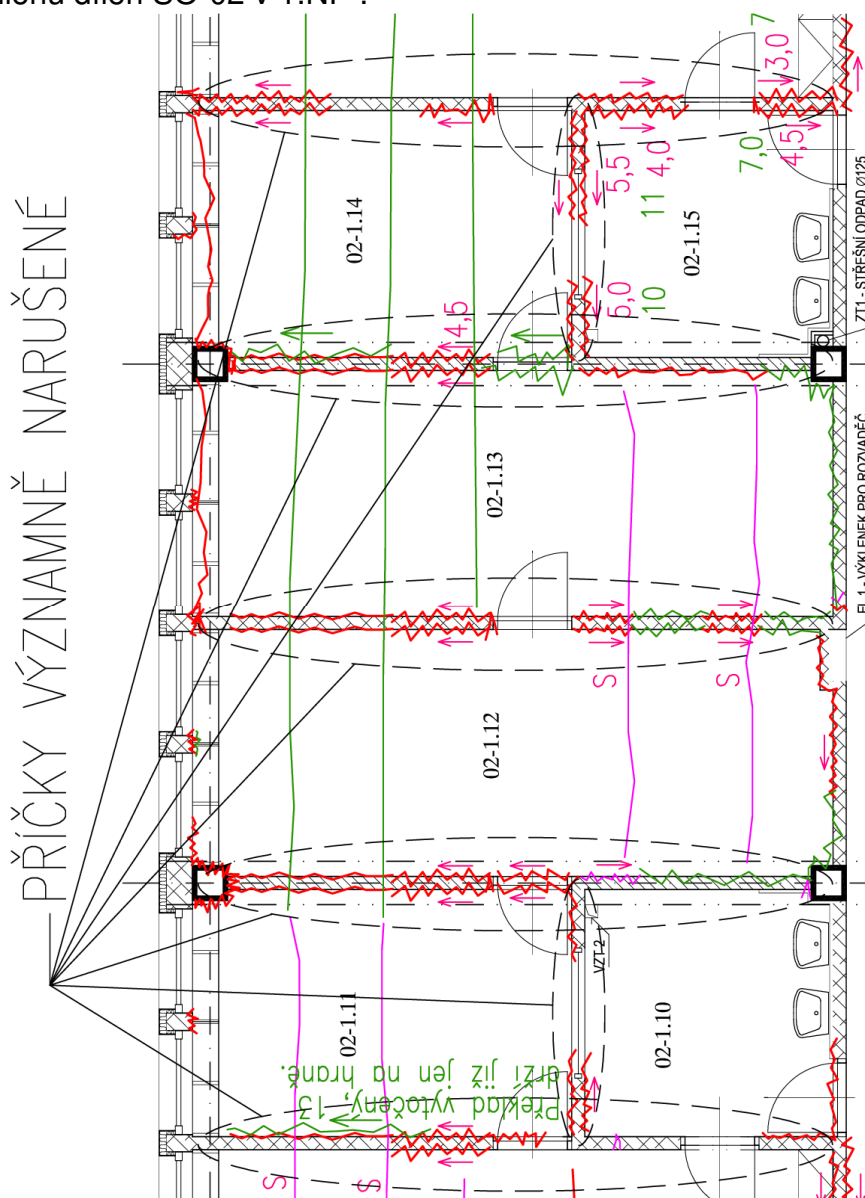 PŘÍČKY VÝZNAMNĚ NARUŠENÉ
7
3,0
4,5
7,0
5,5
4,0
11
02-1.14
02-1.15
5,0
10
4,5
ZT1 - STŘEŠNÍ ODPAD Ø125
02-1.13
EL1 - VÝKLENEK PRO ROZVADĚČ
S
S
02-1.12
VZT-2
02-1.11
02-1.10
Překlad vytočený, 13
drží již jen na hraně.
S
S